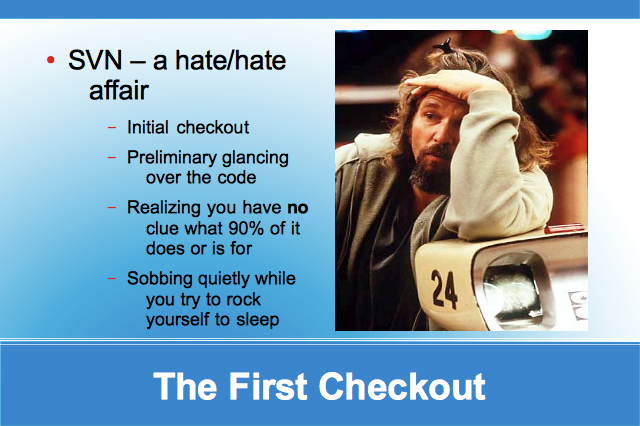 • SVN – a hate/hate
affair
– Initial checkout
– Preliminary glancing
over the code
– Realizing you have no
clue what 90% of it
does or is for
– Sobbing quietly while
you try to rock
yourself to sleep
24
The First Checkout